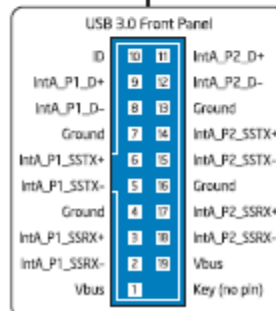 USB 3.0 Front Panel
ID 10 11 IntA_P2_D+
IntA_P1_D+ 9 12 IntA_P2_D-
IntA_P1_D- 8 13 Ground
Ground 7 14 IntA_P2_SSTX+
IntA_P1_SSTX+ 6 15 IntA_P2_SSTX-
IntA_P1_SSTX- 5 16 Ground
Ground 4 17 IntA_P2_SSRX+
IntA_P1_SSRX+ 3 18 IntA_P2_SSRX-
IntA_P1_SSRX- 2 19 Vbus
Vbus 1 Key (no pin)